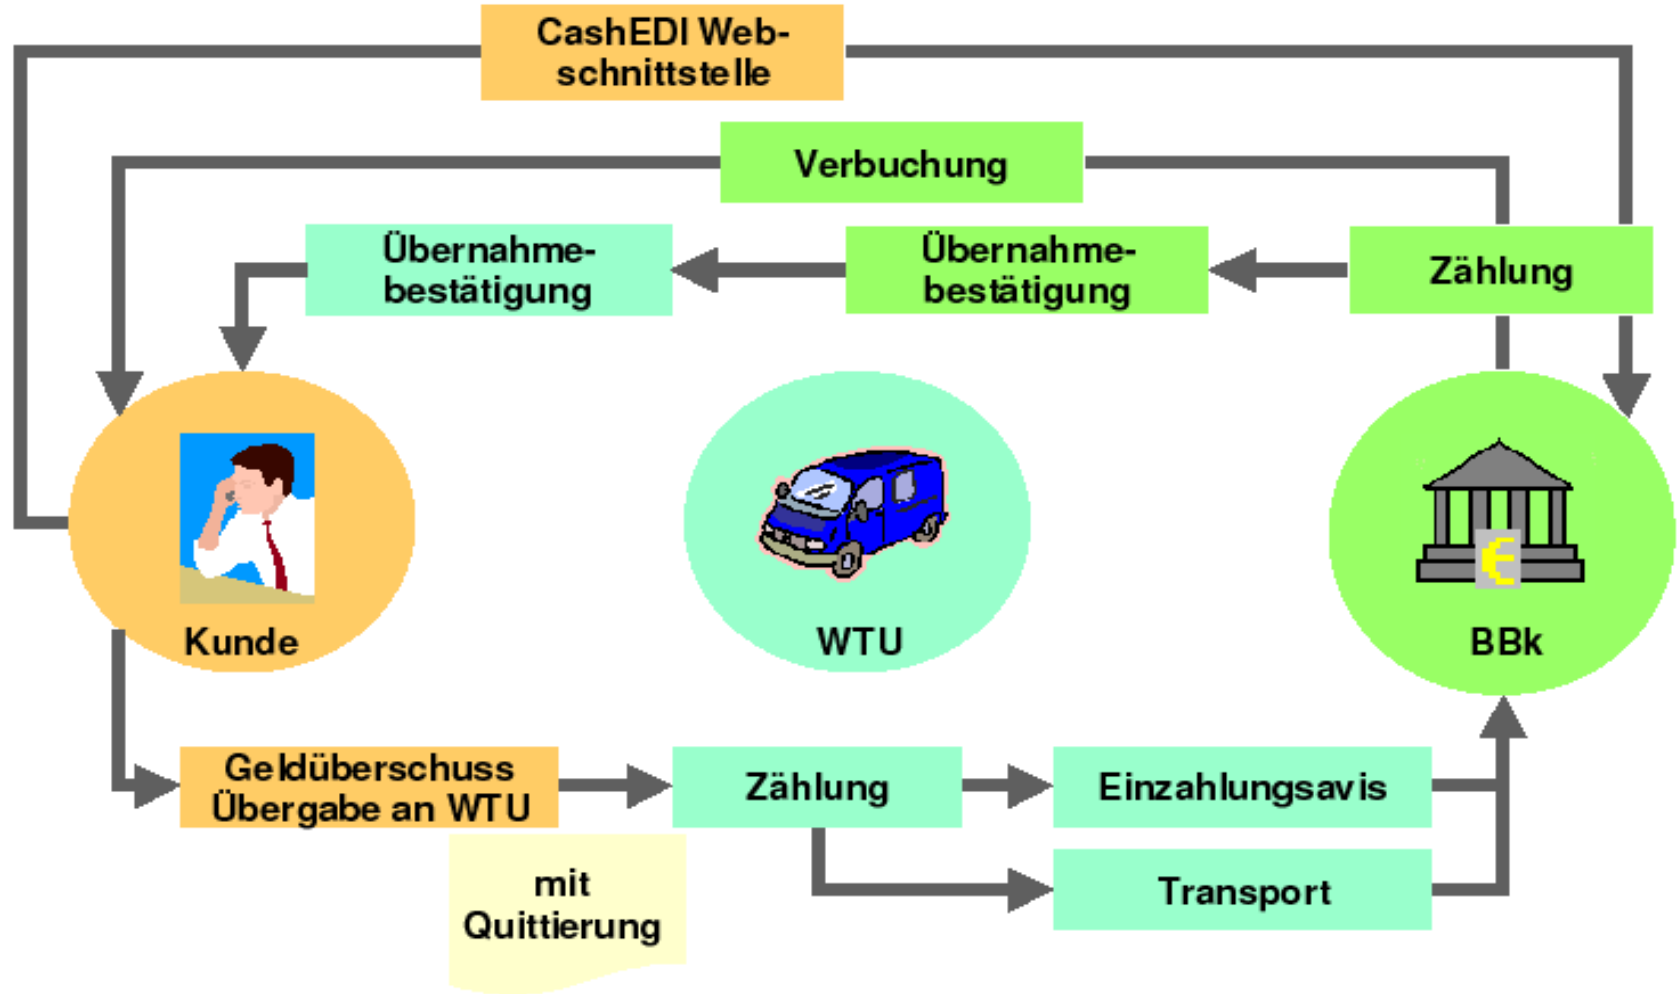 CashEDI Web-
schnittstelle
Verbuchung
Übernahme-
bestätigung
Übernahme-
bestätigung
Zählung
Kunde
WTU
€
BBk
Geldüberschuss
Übergabe an WTU
Zählung
Einzahlungsavis
mit
Quittierung
Transport